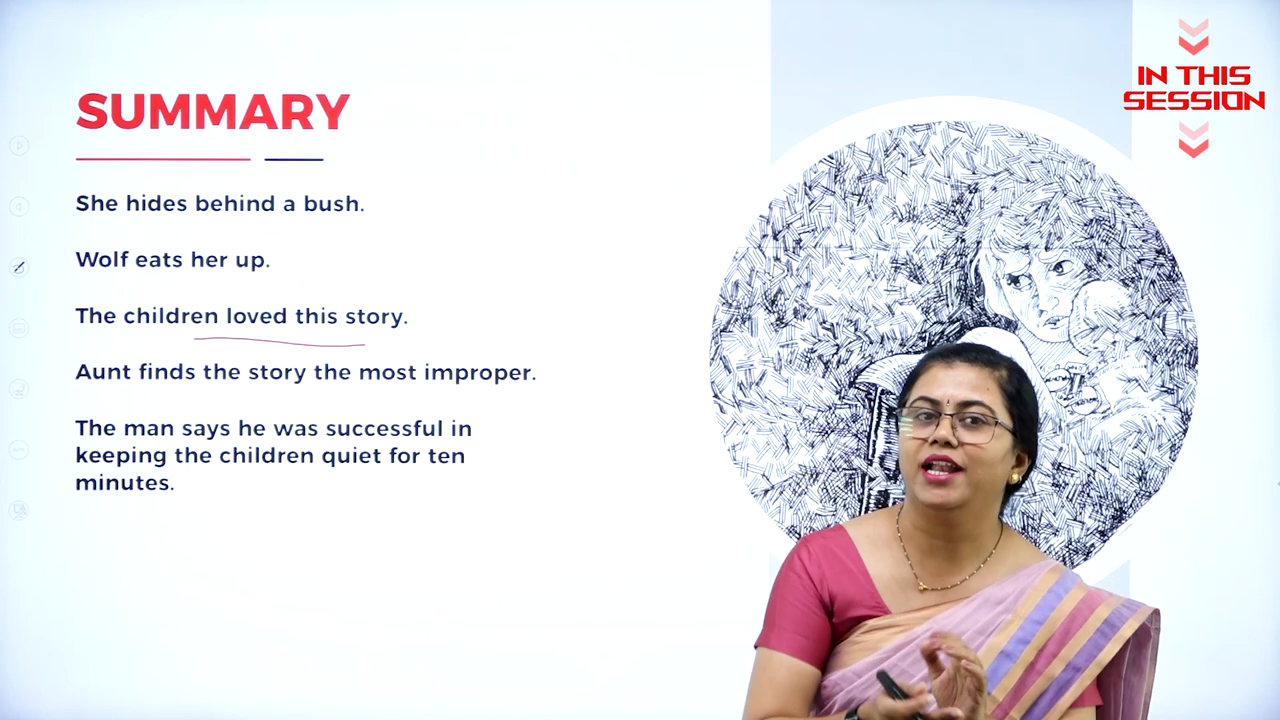 SUMMARY
She hides behind a bush.
Wolf eats her up.
The children loved this story.
Aunt finds the story the most improper.
The man says he was successful in
keeping the children quiet for ten
minutes.
IN THIS
SESSION